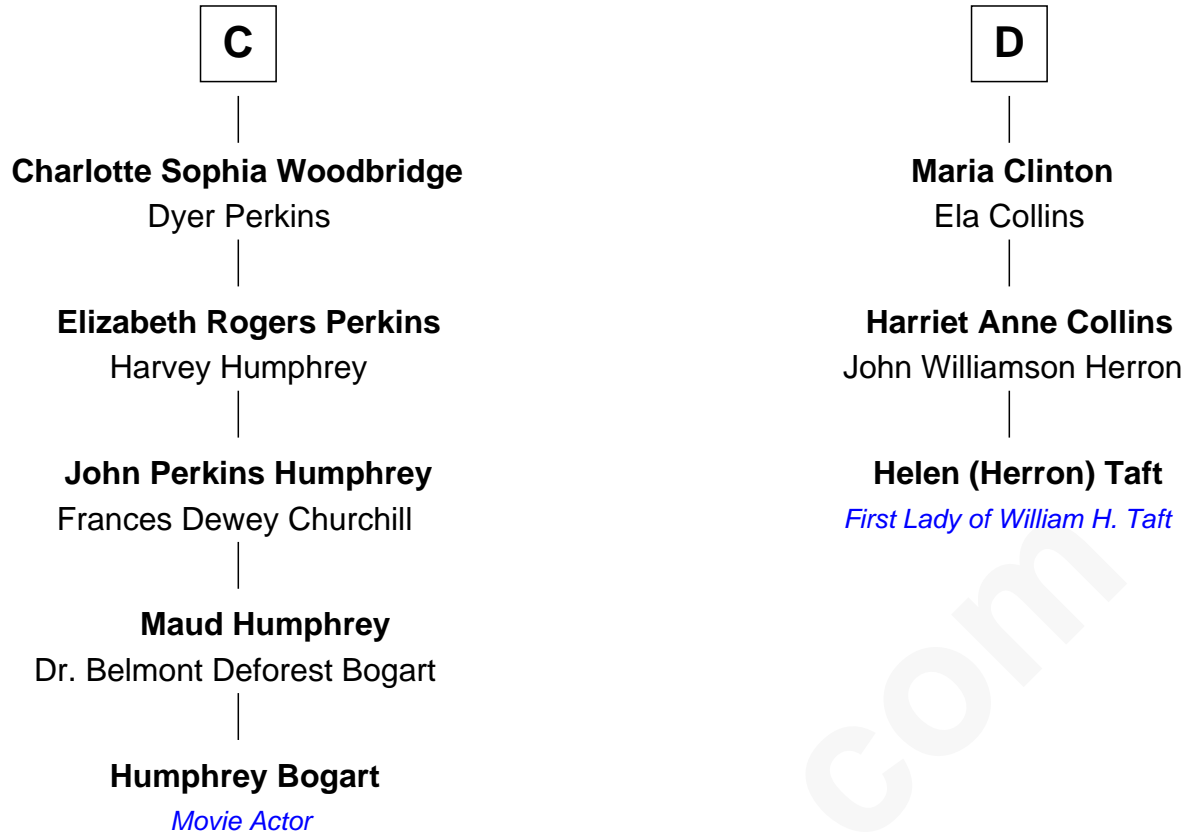 C
Charlotte Sophia Woodbridge
Dyer Perkins
Elizabeth Rogers Perkins
Harvey Humphrey
John Perkins Humphrey
Frances Dewey Churchill
Maud Humphrey
Dr. Belmont Deforest Bogart
Humphrey Bogart
Movie Actor
D
Maria Clinton
Ela Collins
Harriet Anne Collins
John Williamson Herron
Helen (Herron) Taft
First Lady of William H. Taft
com